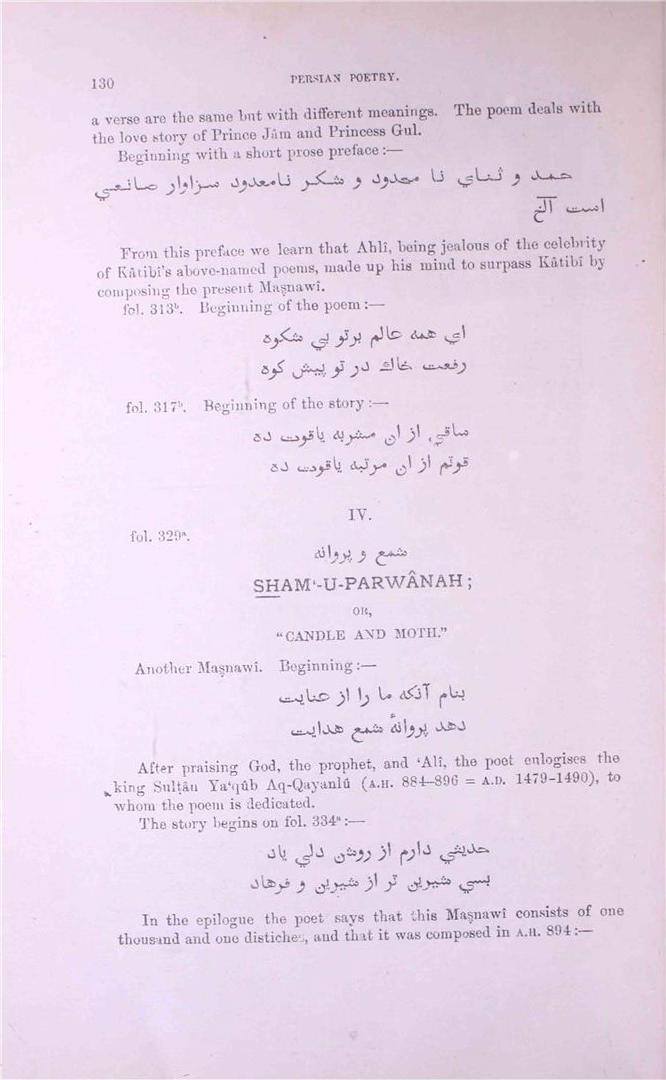 130
PERSIAN POETRY.
a verse are the same but with different meanings. The poem deals with
the love story of Prince Jâm and Princess Gul.
Beginning with a short prose preface :—
حمد و ثناي نا محدود و شكر نامعدود سزاوار صانعي
است آلخ
From this preface we learn that Ahlî, being jealous of the celebrity
of Kâtibî's above-named poems, made up his mind to surpass Kâtibî by
composing the present Maṣnawî.
fol. 313ᵇ. Beginning of the poem :—
اي همه عالم برتو بي شكوه
رفعت خاك در تو پيش كوه
fol. 317ᵇ. Beginning of the story :—
ساقي از ان مشربه ياقوت ده
قوتم از ان مرتبه ياقوت ده
IV.
fol. 329ᵃ.
شمع و پروانه
SHAM‘-U-PARWÂNAH ;
OR,
“CANDLE AND MOTH.”
Another Maṣnawî. Beginning :—
بنام آنكه ما را از عنايت
دهد پروانهٔ شمع هدايت
After praising God, the prophet, and ‘Alî, the poet eulogises the
king Sulṭân Ya‘qûb Aq-Qayanlû (A.H. 884–896 = A.D. 1479-1490), to
whom the poem is dedicated.
The story begins on fol. 334ᵃ :—
حديثي دارم از روشن دلي ياد
بسي شيرين تر از شيرين و فرهاد
In the epilogue the poet says that this Maṣnawî consists of one
thousand and one distiches, and that it was composed in A.H. 894 :—